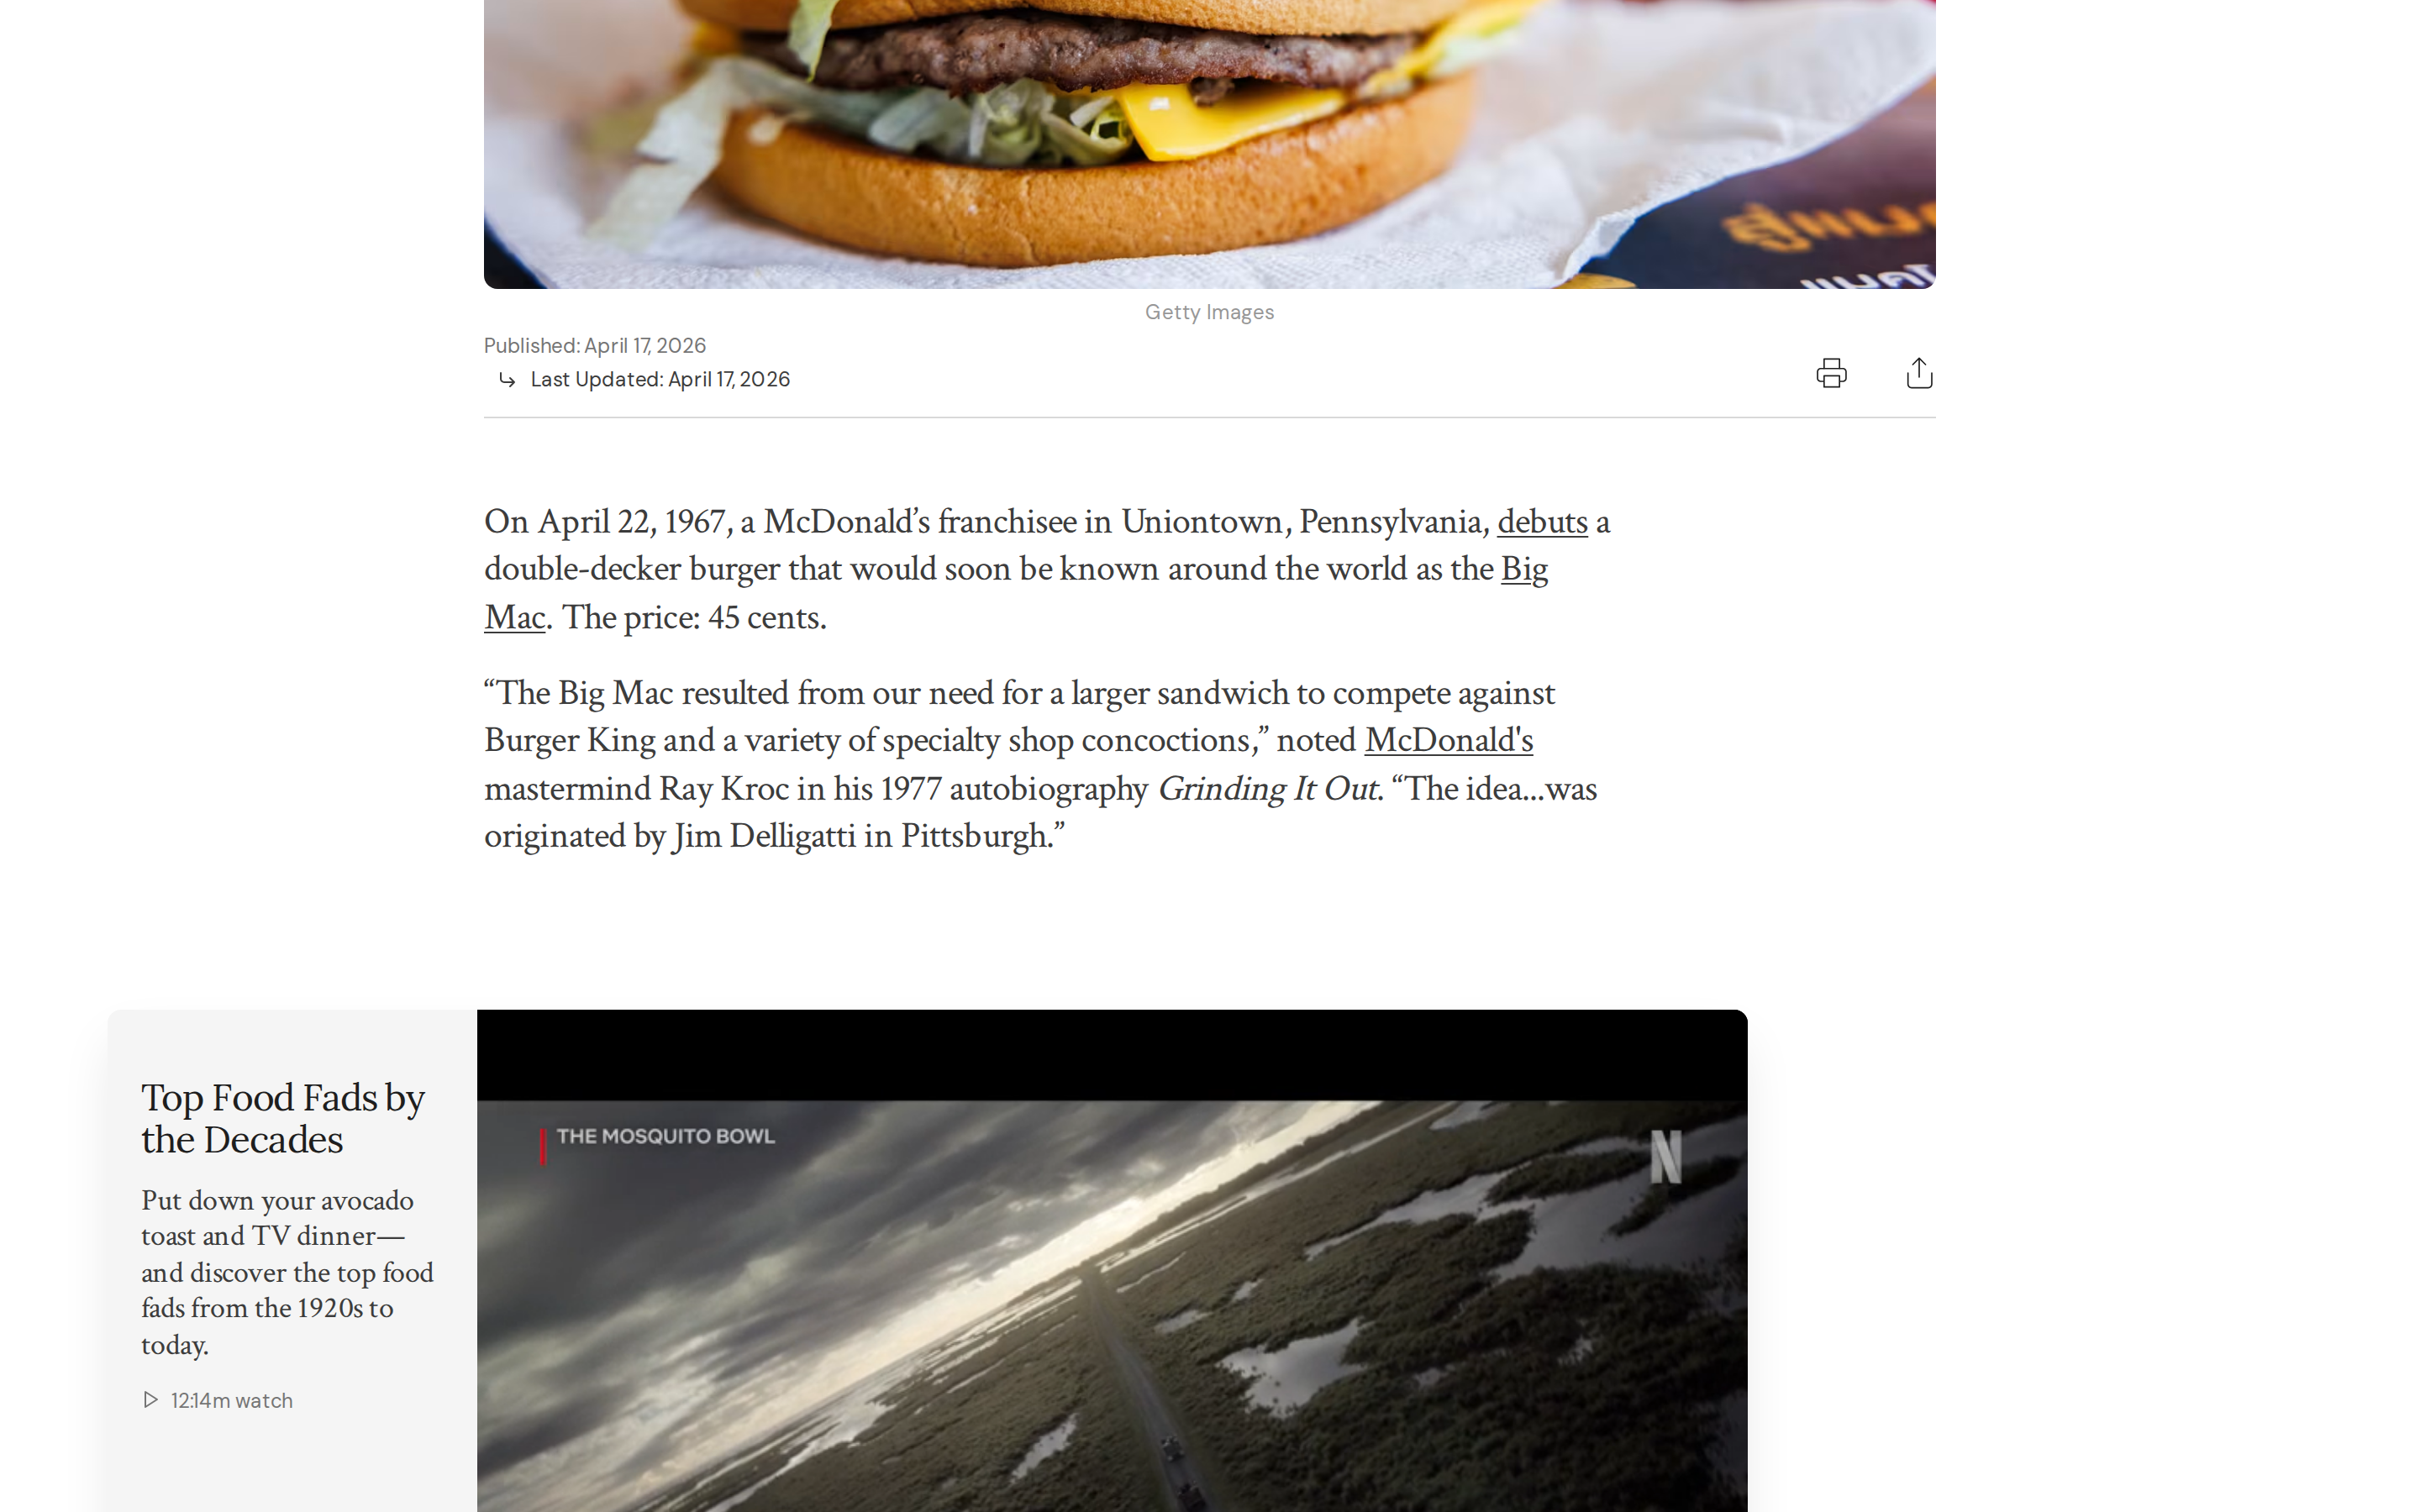 Getty Images
Published: April 17, 2026
Last Updated: April 17, 2026
On April 22, 1967, a McDonald’s franchisee in Uniontown, Pennsylvania, debuts a
double-decker burger that would soon be known around the world as the Big
Mac. The price: 45 cents.
“The Big Mac resulted from our need for a larger sandwich to compete against
Burger King and a variety of specialty shop concoctions,” noted McDonald's
mastermind Ray Kroc in his 1977 autobiography Grinding It Out. “The idea...was
originated by Jim Delligatti in Pittsburgh.”
Top Food Fads by
the Decades
Put down your avocado
toast and TV dinner—
and discover the top food
fads from the 1920s to
today.
12:14m watch
THE MOSQUITO BOWL
N